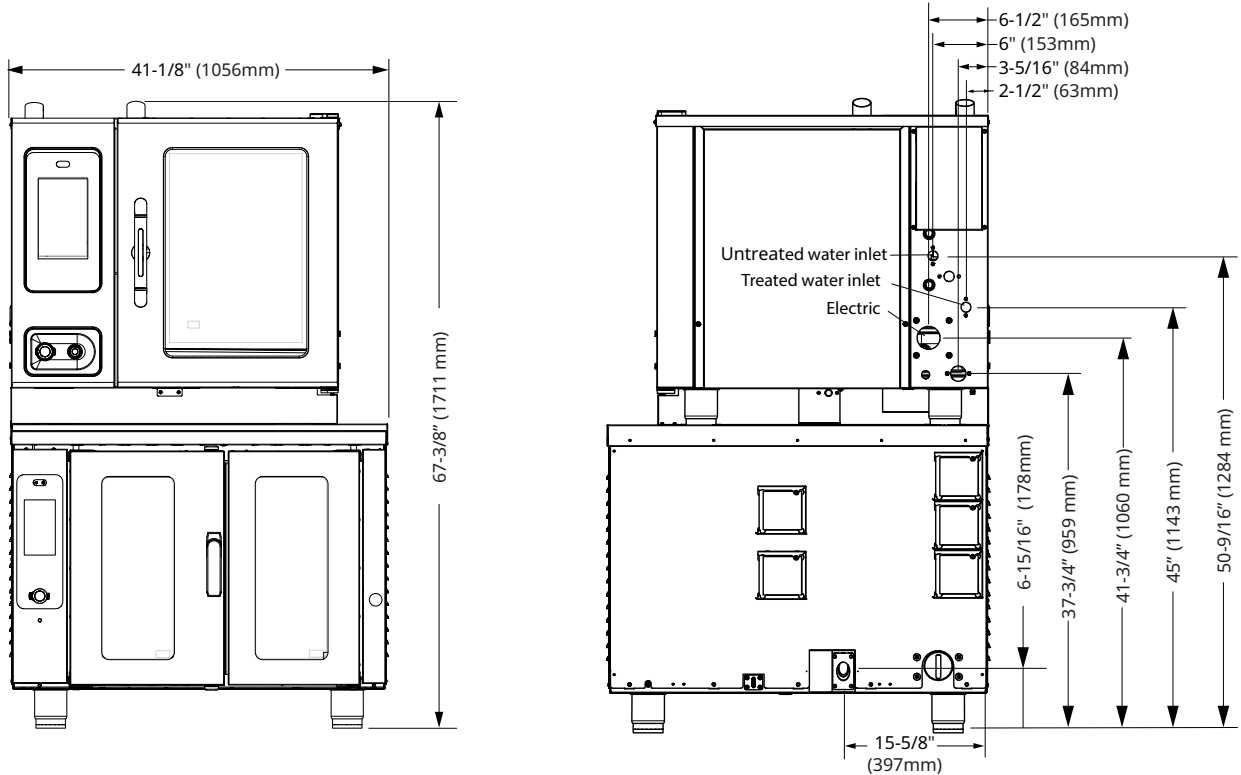 41-1/8" (1056mm)
67-3/8” (1711 mm)
6-1/2" (165mm)
6" (153mm)
3-5/16" (84mm)
2-1/2" (63mm)
Untreated water inlet
Treated water inlet
Electric
6-15/16” (178mm)
37-3/4” (959 mm)
41-3/4” (1060 mm)
45” (1143 mm)
50-9/16” (1284 mm)
15-5/8"
(397mm)